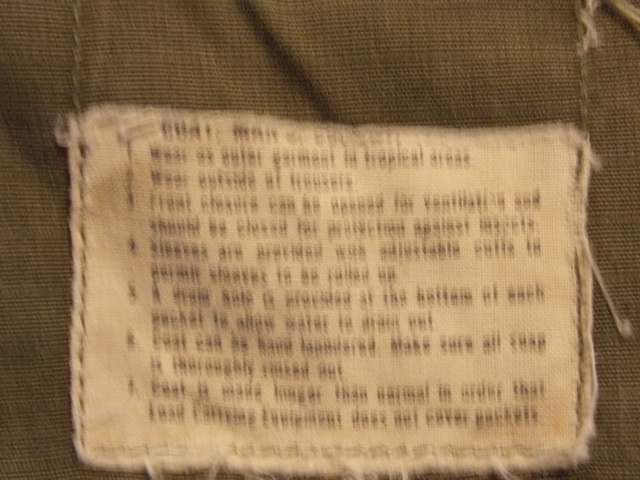 COAT, MAN'S
1. Wear as outer garment in tropical areas.
2. Wear outside of trousers.
3. Front closure can be opened for ventilation and
should be closed for protection against insects.
4. Sleeves are provided with adjustable cuffs to
permit sleeves to be rolled up.
5. A drain hole is provided at the bottom of each
pocket to allow water to drain out.
6. Coat can be hand laundered. Make sure all soap
is thoroughly rinsed out.
7. Coat is made longer than normal in order that
Load Carrying Equipment does not cover pockets